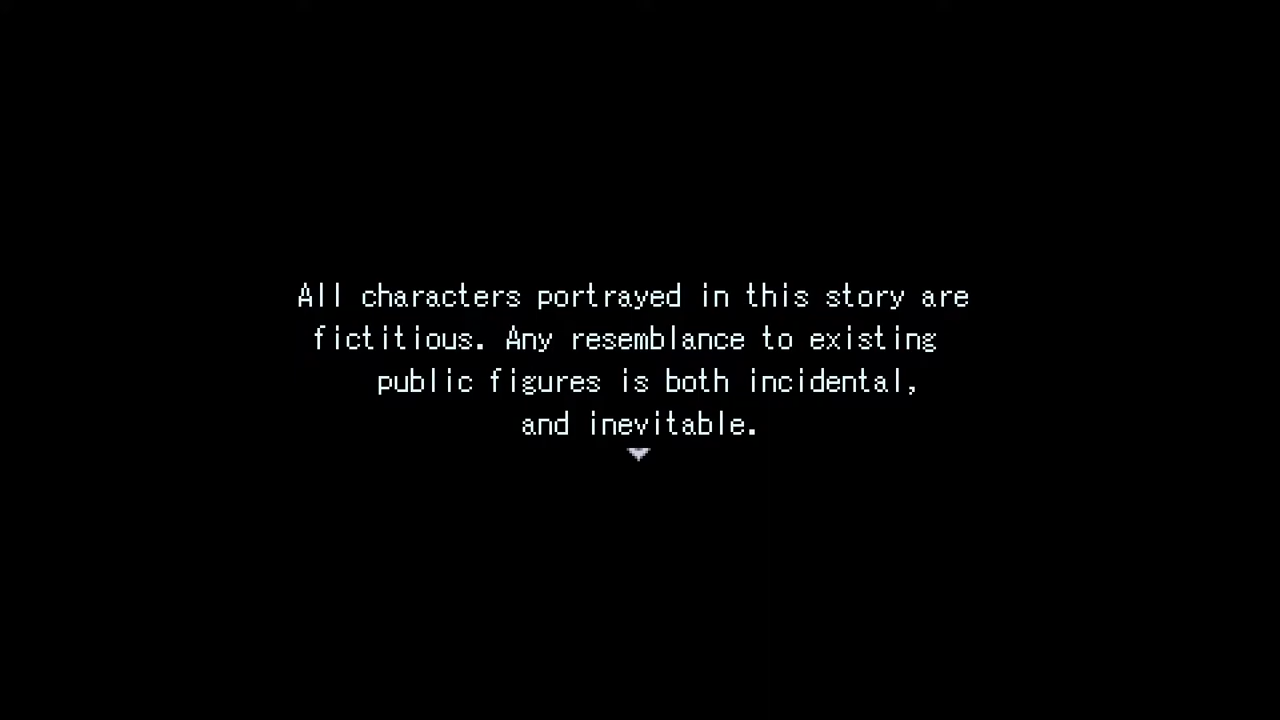 All characters portrayed in this story are
fictitious. Any resemblance to existing
public figures is both incidental,
and inevitable.